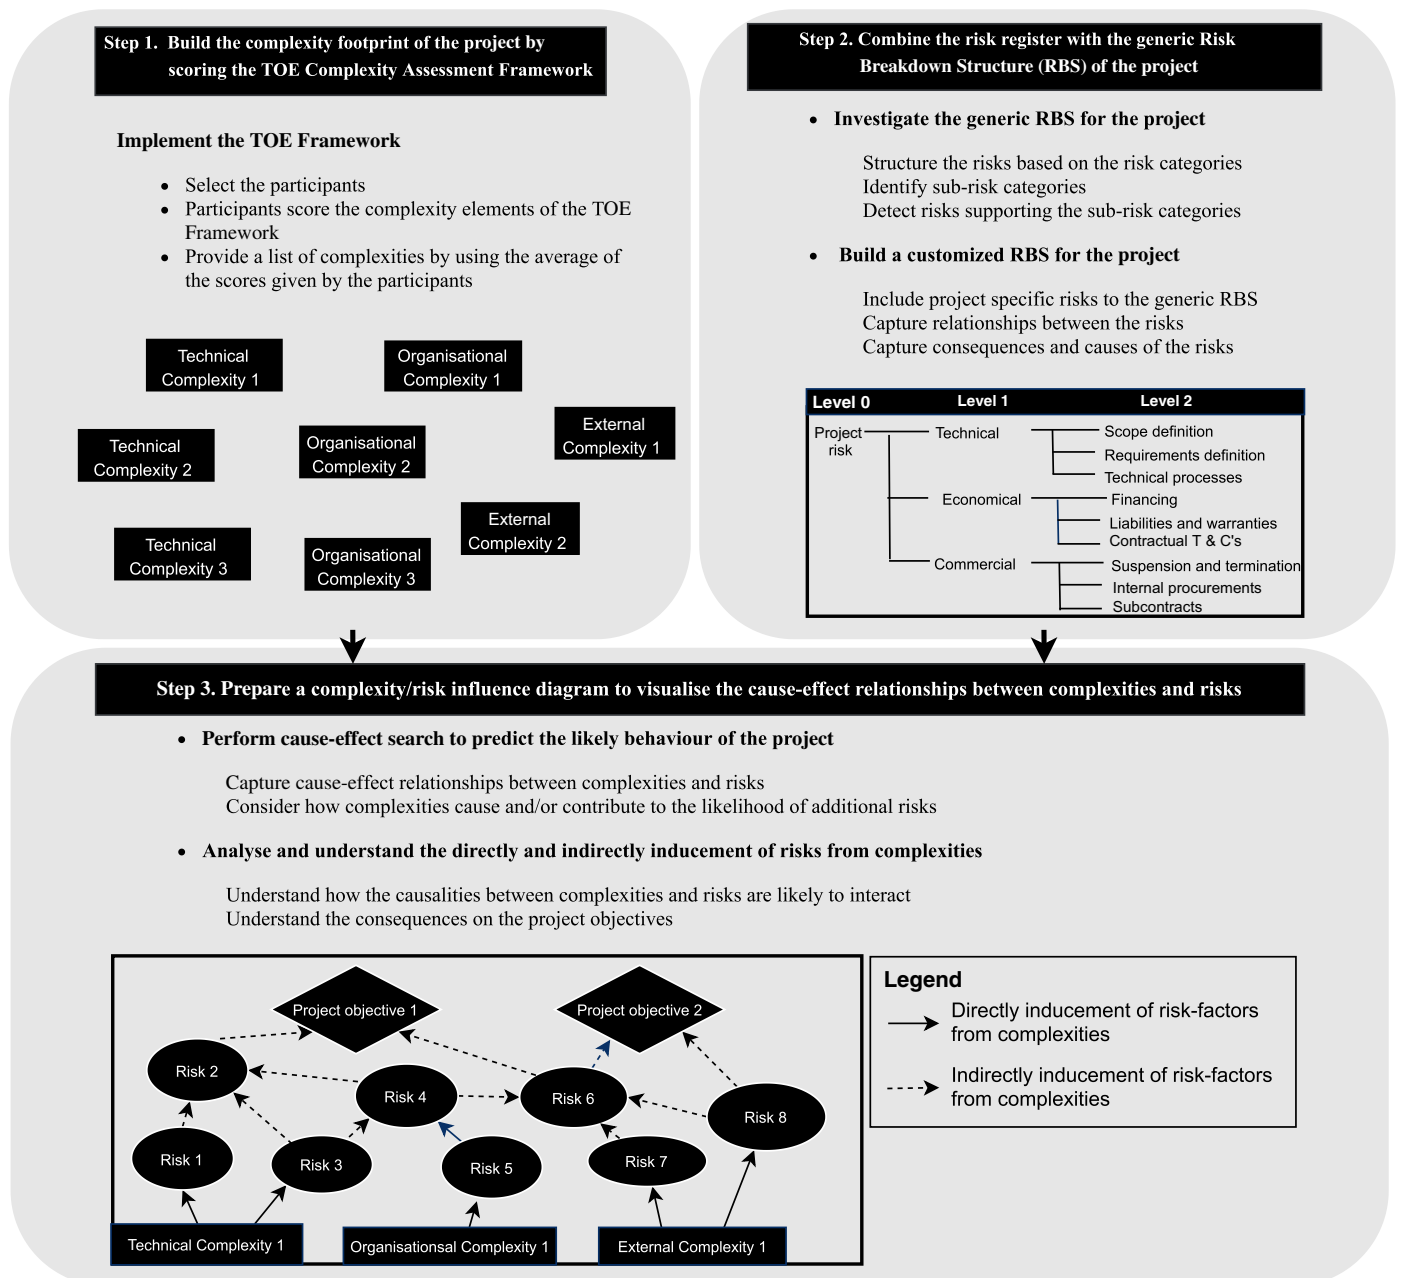 Step 1. Build the complexity footprint of the project by
scoring the TOE Complexity Assessment Framework
Implement the TOE Framework
• Select the participants
• Participants score the complexity elements of the TOE
Framework
• Provide a list of complexities by using the average of
the scores given by the participants
Technical
Complexity 1
Organisational
Complexity 1
External
Complexity 1
Technical
Complexity 2
Organisational
Complexity 2
External
Complexity 2
Technical
Complexity 3
Organisational
Complexity 3
Step 2. Combine the risk register with the generic Risk
Breakdown Structure (RBS) of the project
• Investigate the generic RBS for the project
Structure the risks based on the risk categories
Identify sub-risk categories
Detect risks supporting the sub-risk categories
• Build a customized RBS for the project
Include project specific risks to the generic RBS
Capture relationships between the risks
Capture consequences and causes of the risks
Level 0 Level 1 Level 2
Project
risk
Technical
Scope definition
Requirements definition
Technical processes
Economical
Financing
Liabilities and warranties
Contractual T & C's
Commercial
Suspension and termination
Internal procurements
Subcontracts
Step 3. Prepare a complexity/risk influence diagram to visualise the cause-effect relationships between complexities and risks
• Perform cause-effect search to predict the likely behaviour of the project
Capture cause-effect relationships between complexities and risks
Consider how complexities cause and/or contribute to the likelihood of additional risks
• Analyse and understand the directly and indirectly inducement of risks from complexities
Understand how the causalities between complexities and risks are likely to interact
Understand the consequences on the project objectives
Project objective 1
Project objective 2
Risk 2
Risk 4
Risk 6
Risk 8
Risk 1
Risk 3
Risk 5
Risk 7
Technical Complexity 1
Organisationsal Complexity 1
External Complexity 1
Legend
Directly inducement of risk-factors
from complexities
Indirectly inducement of risk-factors
from complexities